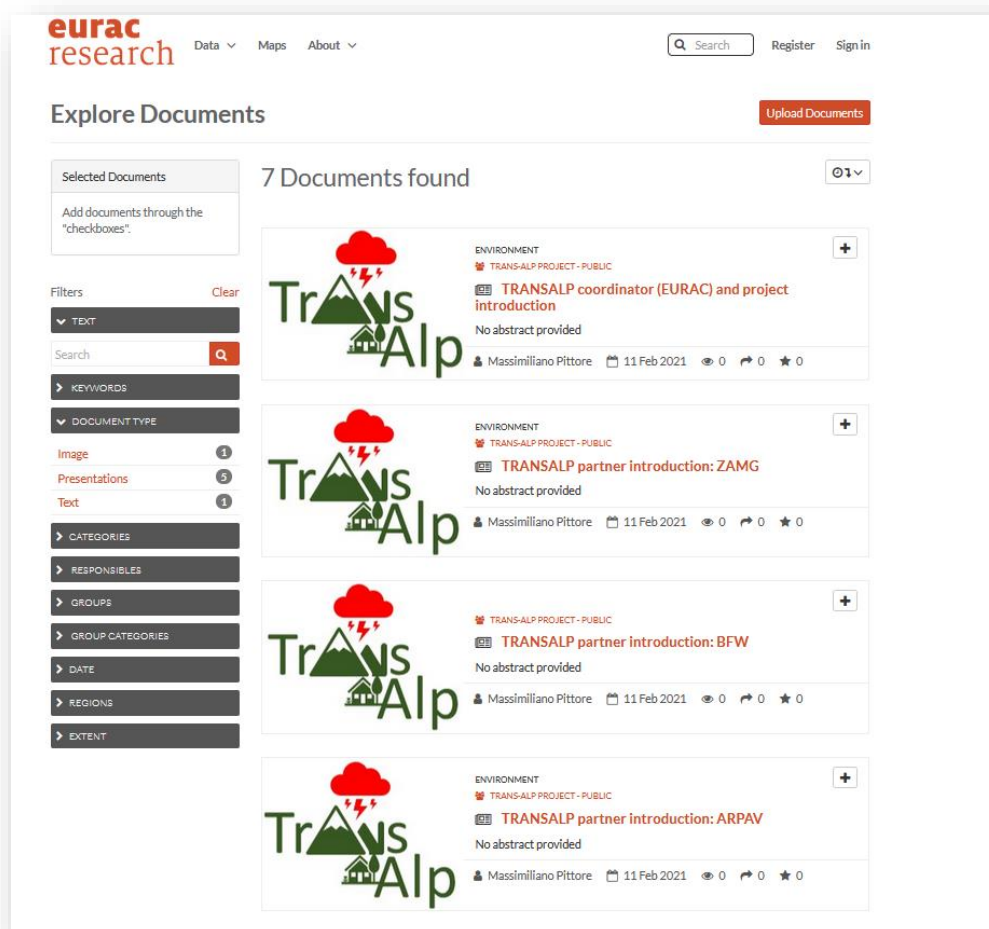 eurac
research
Data Maps About Search Register Sign in
Explore Documents
Upload Documents
Selected Documents
Add documents through the
"checkboxes".
Filters Clear
TEXT
Search
KEYWORDS
DOCUMENT TYPE
Image 1
Presentations 5
Text 1
CATEGORIES
RESPONSIBLES
GROUPS
GROUP CATEGORIES
DATE
REGIONS
EXTENT
7 Documents found
Trans
Alp
ENVIRONMENT
TRANS-ALP PROJECT - PUBLIC
TRANSALP coordinator (EURAC) and project
introduction
No abstract provided
Massimiliano Pittore 11 Feb 2021 0 0 0
Trans
Alp
ENVIRONMENT
TRANS-ALP PROJECT - PUBLIC
TRANSALP partner introduction: ZAMG
No abstract provided
Massimiliano Pittore 11 Feb 2021 0 0 0
Trans
Alp
TRANS-ALP PROJECT - PUBLIC
TRANSALP partner introduction: BFW
No abstract provided
Massimiliano Pittore 11 Feb 2021 0 0 0
Trans
Alp
ENVIRONMENT
TRANS-ALP PROJECT - PUBLIC
TRANSALP partner introduction: ARPAV
No abstract provided
Massimiliano Pittore 11 Feb 2021 0 0 0